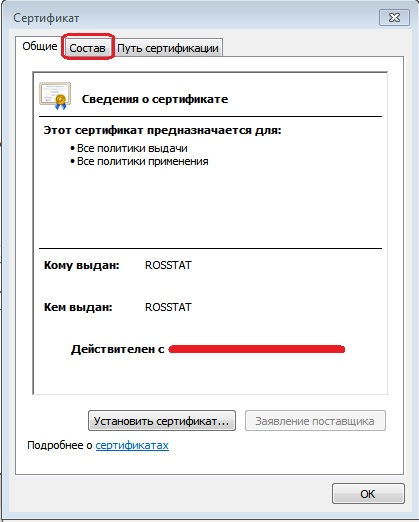 Сертификат
Общие Состав Путь сертификации
Сведения о сертификате
Этот сертификат предназначается для:
• Все политики выдачи
• Все политики применения
Кому выдан: ROSSTAT
Кем выдан: ROSSTAT
Действителен с
Установить сертификат... Заявление поставщика
Подробнее о сертификатах
ОК